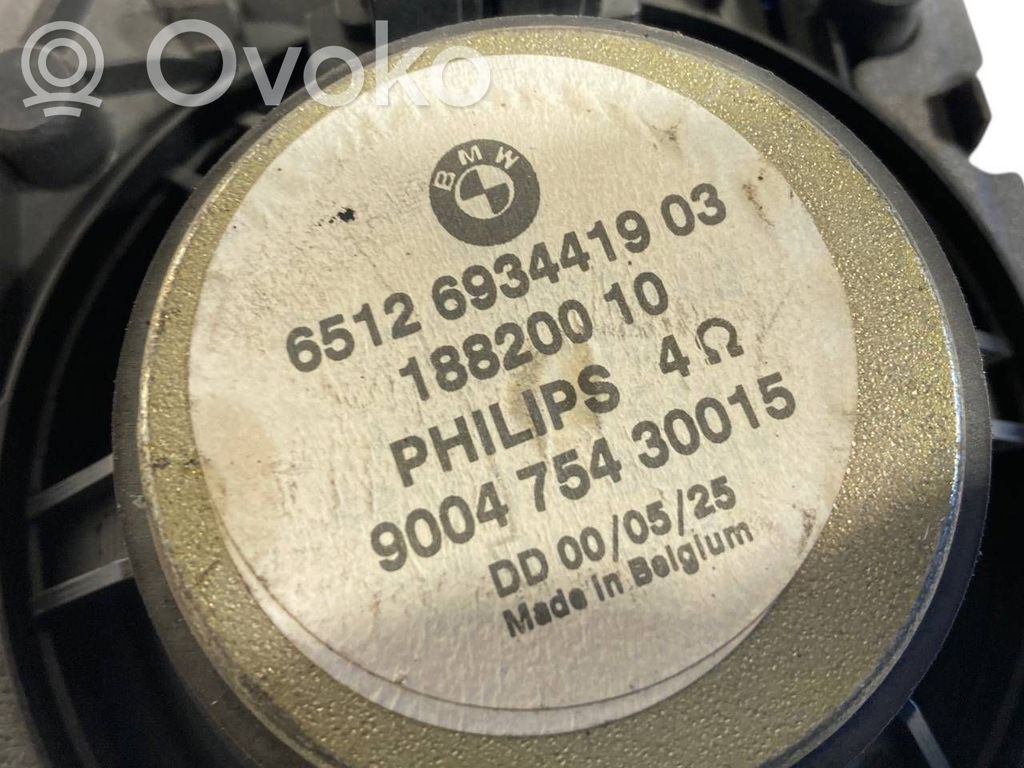 Ovoko
BMW
6512 6934419 03
188200 10
PHILIPS 4 Ω
9004 754 30015
DD 00/05/25
Made in Belgium